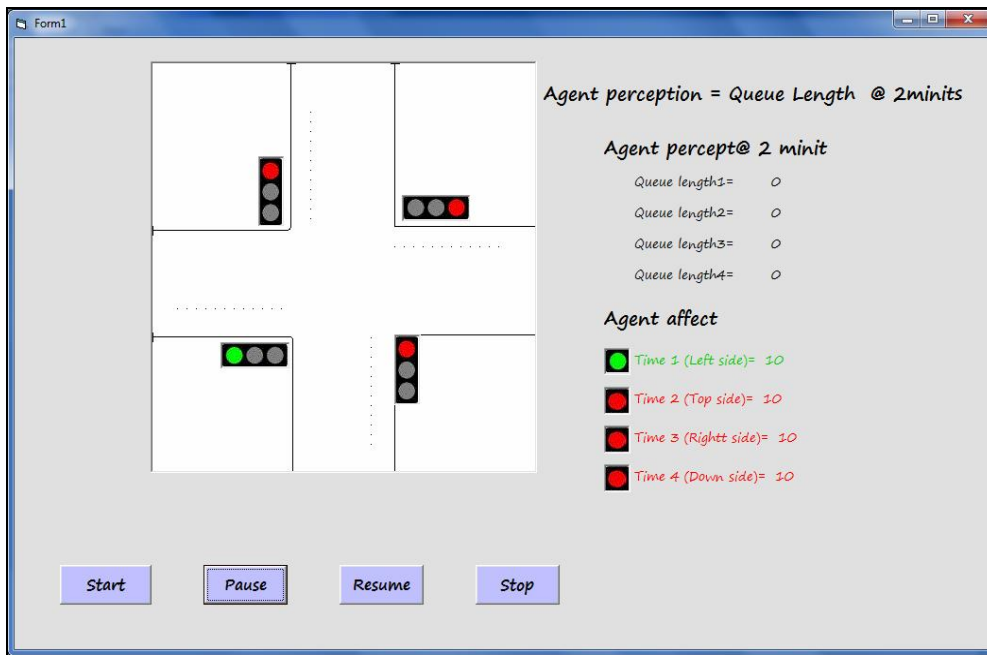 Form1
Agent perception = Queue Length @ 2minits
Agent percept@ 2 minit
Queue length1= 0
Queue length2= 0
Queue length3= 0
Queue length4= 0
Agent affect
Time 1 (Left side)= 10
Time 2 (Top side)= 10
Time 3 (Rightt side)= 10
Time 4 (Down side)= 10
Start Pause Resume Stop